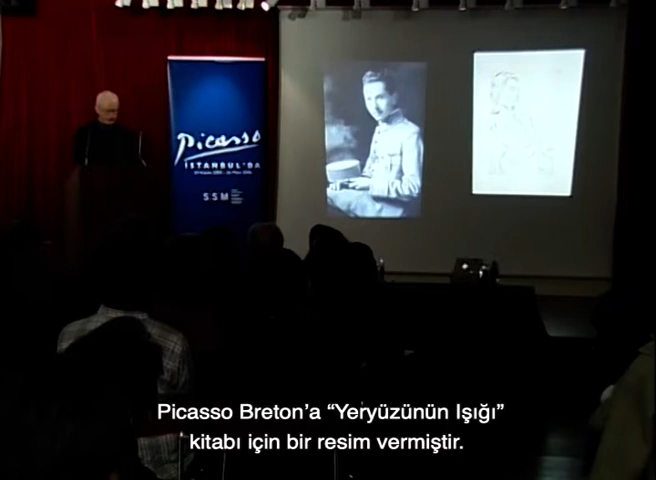 Picasso
İSTANBUL'DA
SSM
Picasso Breton’a “Yeryüzünün Işığı”
kitabı için bir resim vermiştir.